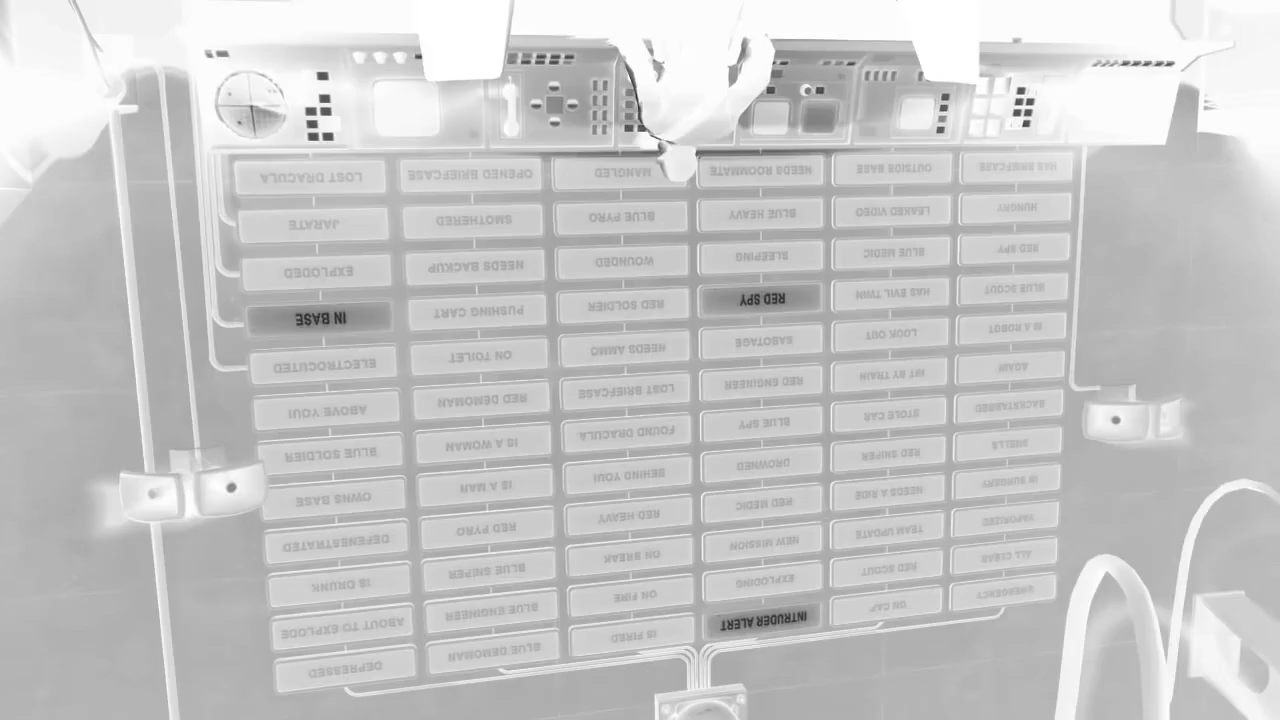 EMERGENCY
ON CAP
INTRUDER ALERT
IS FIRED
BLUE DEMOMAN
DEPRESSED
ALL CLEAR
RED SCOUT
EXPLODING
ON FIRE
BLUE ENGINEER
ABOUT TO EXPLODE
VAPORIZED
TEAM UPDATE
NEW MISSION
ON BREAK
BLUE SNIPER
IS DRUNK
IN SURGERY
NEEDS A RIDE
RED MEDIC
RED HEAVY
RED PYRO
DEFENESTRATED
SMELLS
RED SNIPER
DROWNED
BEHIND YOU!
IS A MAN
OWNS BASE
BACKSTABBED
STOLE CAR
BLUE SPY
FOUND DRACULA
IS A WOMAN
BLUE SOLDIER
AGAIN
HIT BY TRAIN
RED ENGINEER
LOST BRIEFCASE
RED DEMOMAN
ABOVE YOU!
IS A ROBOT
LOOK OUT
SABOTAGE
NEEDS AMMO
ON TOILET
ELECTROCUTED
BLUE SCOUT
HAS EVIL TWIN
RED SPY
RED SOLDIER
PUSHING CART
IN BASE
RED SPY
BLUE MEDIC
SLEEPING
WOUNDED
NEEDS BACKUP
EXPLODED
HUNGRY
LEAKED VIDEO
BLUE HEAVY
BLUE PYRO
SMOTHERED
JARATE
HAS BRIEFCASE
OUTSIDE BASE
NEEDS ROOMMATE
MANGLED
OPENED BRIEFCASE
LOST DRACULA